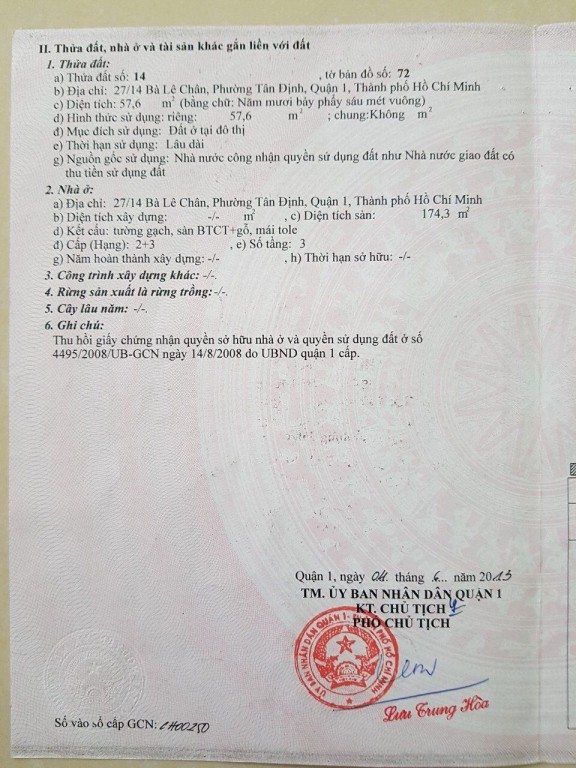 II. Thửa đất, nhà ở và tài sản khác gắn liền với đất
1. Thửa đất:
a) Thửa đất số: 14 , tờ bản đồ số: 72
b) Địa chỉ: 27/14 Bà Lê Chân, Phường Tân Định, Quận 1, Thành phố Hồ Chí Minh
c) Diện tích: 57,6 m² (bằng chữ: Năm mươi bảy phẩy sáu mét vuông)
d) Hình thức sử dụng: riêng: 57,6 m² ; chung:Không m²
đ) Mục đích sử dụng: Đất ở tại đô thị
e) Thời hạn sử dụng: Lâu dài
g) Nguồn gốc sử dụng: Nhà nước công nhận quyền sử dụng đất như Nhà nước giao đất có
thu tiền sử dụng đất
2. Nhà ở:
a) Địa chỉ: 27/14 Bà Lê Chân, Phường Tân Định, Quận 1, Thành phố Hồ Chí Minh
b) Diện tích xây dựng: -/- m² , c) Diện tích sàn: 174,3 m²
d) Kết cấu: tường gạch, sàn BTCT+gỗ, mái tole
đ) Cấp (Hạng): 2+3 , e) Số tầng: 3
g) Năm hoàn thành xây dựng: -/- , h) Thời hạn sở hữu: -/-
3. Công trình xây dựng khác: -/-.
4. Rừng sản xuất là rừng trồng:-/-.
5. Cây lâu năm: -/-.
6. Ghi chú:
Thu hồi giấy chứng nhận quyền sở hữu nhà ở và quyền sử dụng đất ở số
4495/2008/UB-GCN ngày 14/8/2008 do UBND quận 1 cấp.
Quận 1, ngày 04 tháng 6... năm 2013
TM. ỦY BAN NHÂN DÂN QUẬN 1
KT. CHỦ TỊCH
PHÓ CHỦ TỊCH
ỦY BAN NHÂN DÂN QUẬN 1 - THÀNH PHỐ HỒ CHÍ MINH
Lưu Trung Hòa
Số vào sổ cấp GCN: CH00250